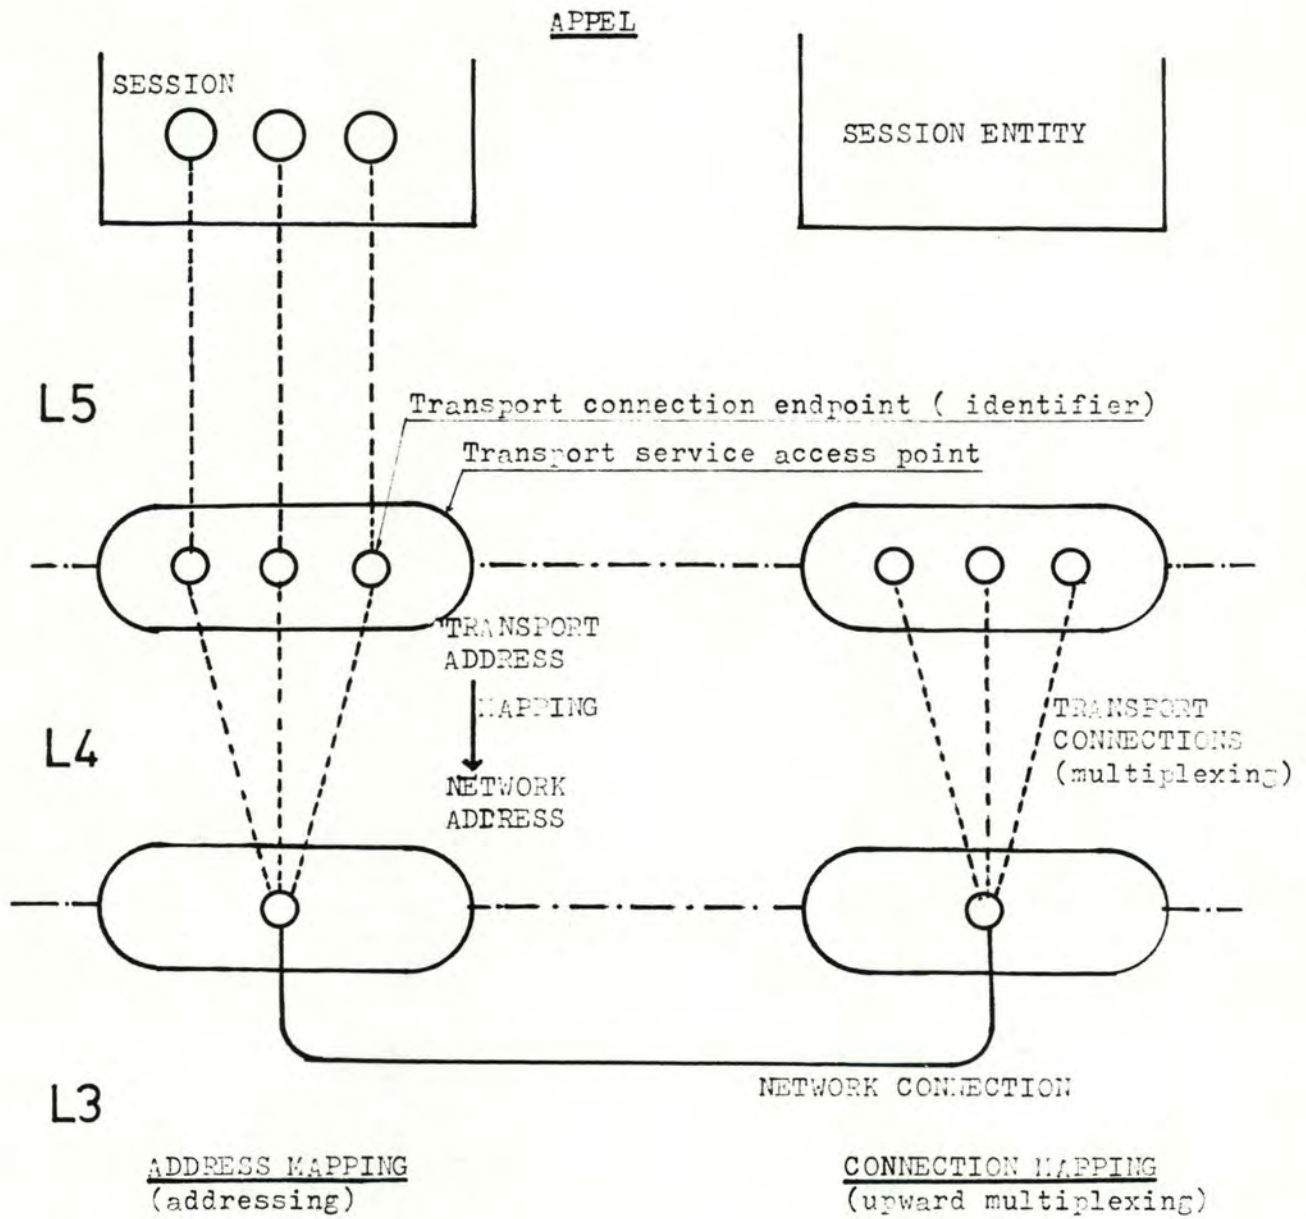 APPEL
SESSION
SESSION ENTITY
L5
Transport connection endpoint ( identifier)
Transport service access point
TRANSPORT
ADDRESS
MAPPING
NETWORK
ADDRESS
L4
TRANSPORT
CONNECTIONS
(multiplexing)
NETWORK CONNECTION
L3
ADDRESS MAPPING
(addressing)
CONNECTION MAPPING
(upward multiplexing)